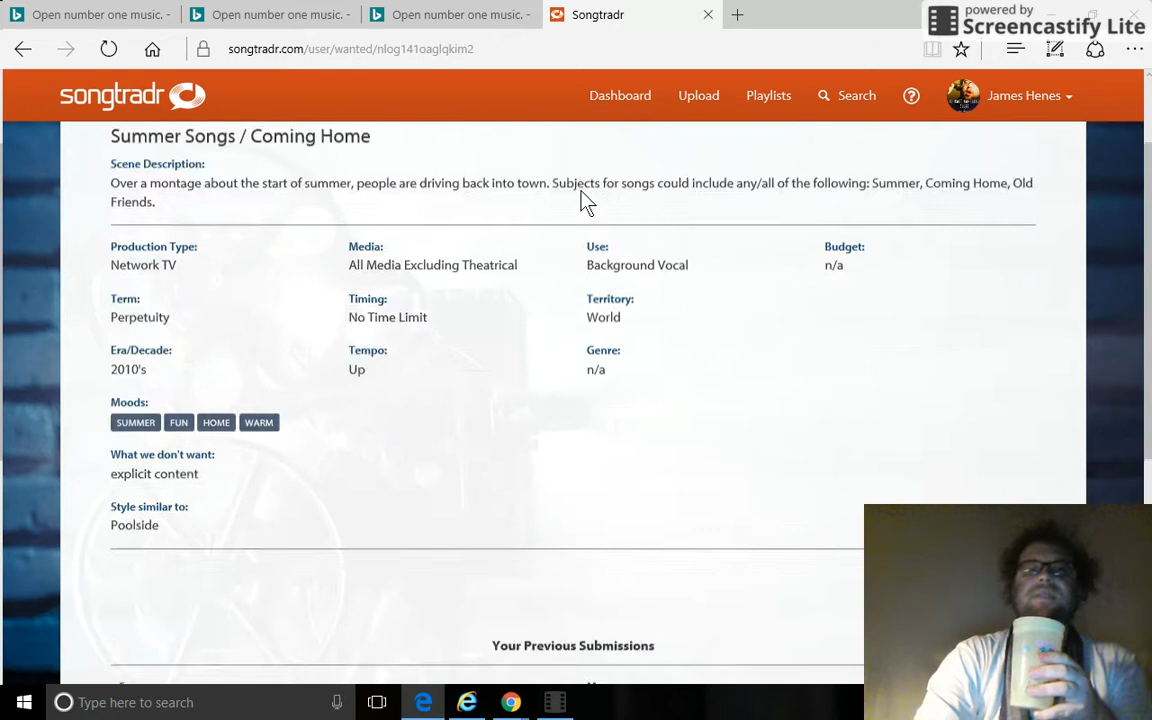 Open number one music. -
Open number one music. -
Open number one music. -
Songtradr
powered by
Screencastify Lite
songtradr.com/user/wanted/nlog141oaglqkim2
songtradr
Dashboard
Upload
Playlists
Search
James Henes
Summer Songs / Coming Home
Scene Description:
Over a montage about the start of summer, people are driving back into town. Subjects for songs could include any/all of the following: Summer, Coming Home, Old
Friends.
Production Type:
Media:
Use:
Budget:
Network TV
All Media Excluding Theatrical
Background Vocal
n/a
Term:
Timing:
Territory:
Perpetuity
No Time Limit
World
Era/Decade:
Tempo:
Genre:
2010's
Up
n/a
Moods:
SUMMER
FUN
HOME
WARM
What we don't want:
explicit content
Style similar to:
Poolside
Your Previous Submissions
Type here to search